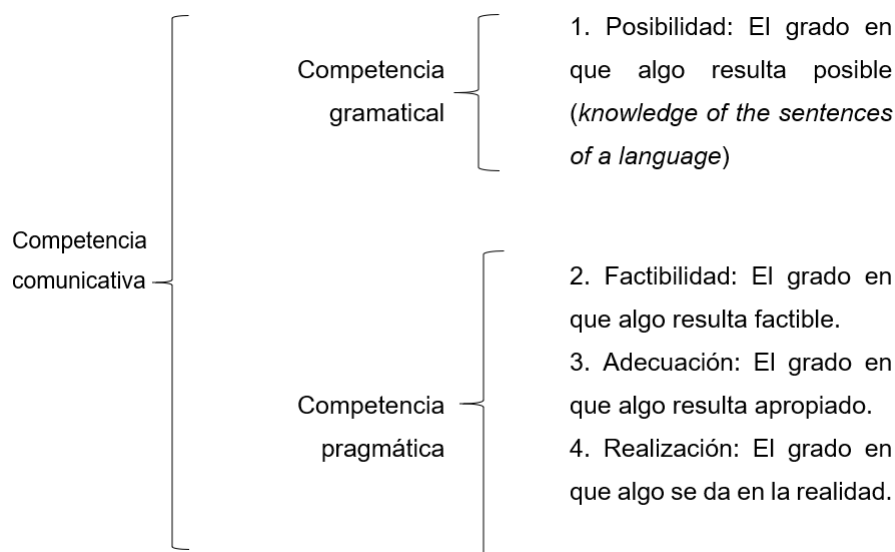 Competencia
comunicativa
Competencia
gramatical
1. Posibilidad: El grado en
que algo resulta posible
(knowledge of the sentences
of a language)
Competencia
pragmática
2. Factibilidad: El grado en
que algo resulta factible.
3. Adecuación: El grado en
que algo resulta apropiado.
4. Realización: El grado en
que algo se da en la realidad.